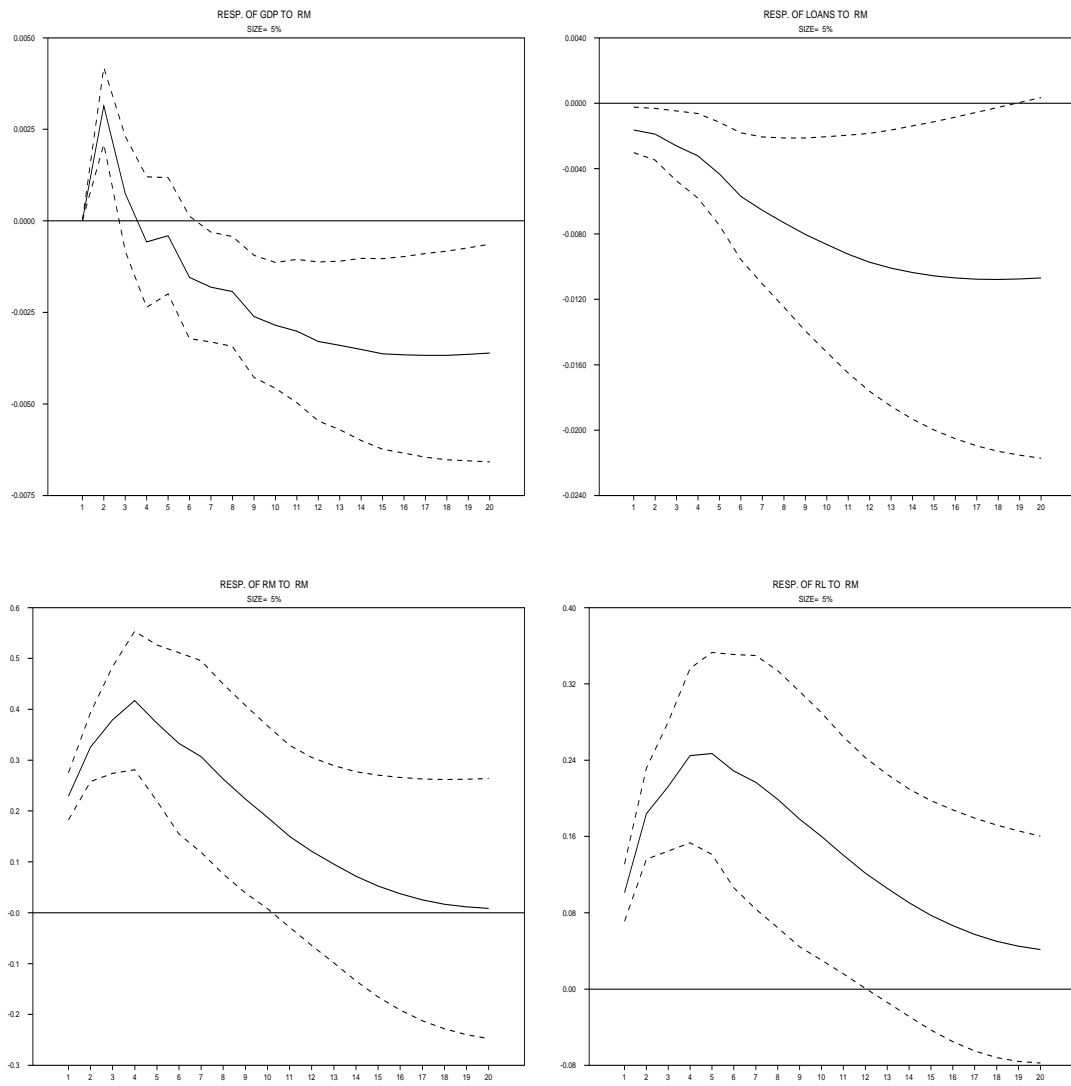 RESP. OF GDP TO RM
SIZE= 5%
0.0050
0.0025
0.0000
-0.0025
-0.0050
-0.0075
1 2 3 4 5 6 7 8 9 10 11 12 13 14 15 16 17 18 19 20
RESP. OF LOANS TO RM
SIZE= 5%
0.0040
0.0000
-0.0040
-0.0080
-0.0120
-0.0160
-0.0200
-0.0240
1 2 3 4 5 6 7 8 9 10 11 12 13 14 15 16 17 18 19 20
RESP. OF RM TO RM
SIZE= 5%
0.6
0.5
0.4
0.3
0.2
0.1
-0.0
-0.1
-0.2
-0.3
1 2 3 4 5 6 7 8 9 10 11 12 13 14 15 16 17 18 19 20
RESP. OF RL TO RM
SIZE= 5%
0.40
0.32
0.24
0.16
0.08
0.00
-0.08
1 2 3 4 5 6 7 8 9 10 11 12 13 14 15 16 17 18 19 20